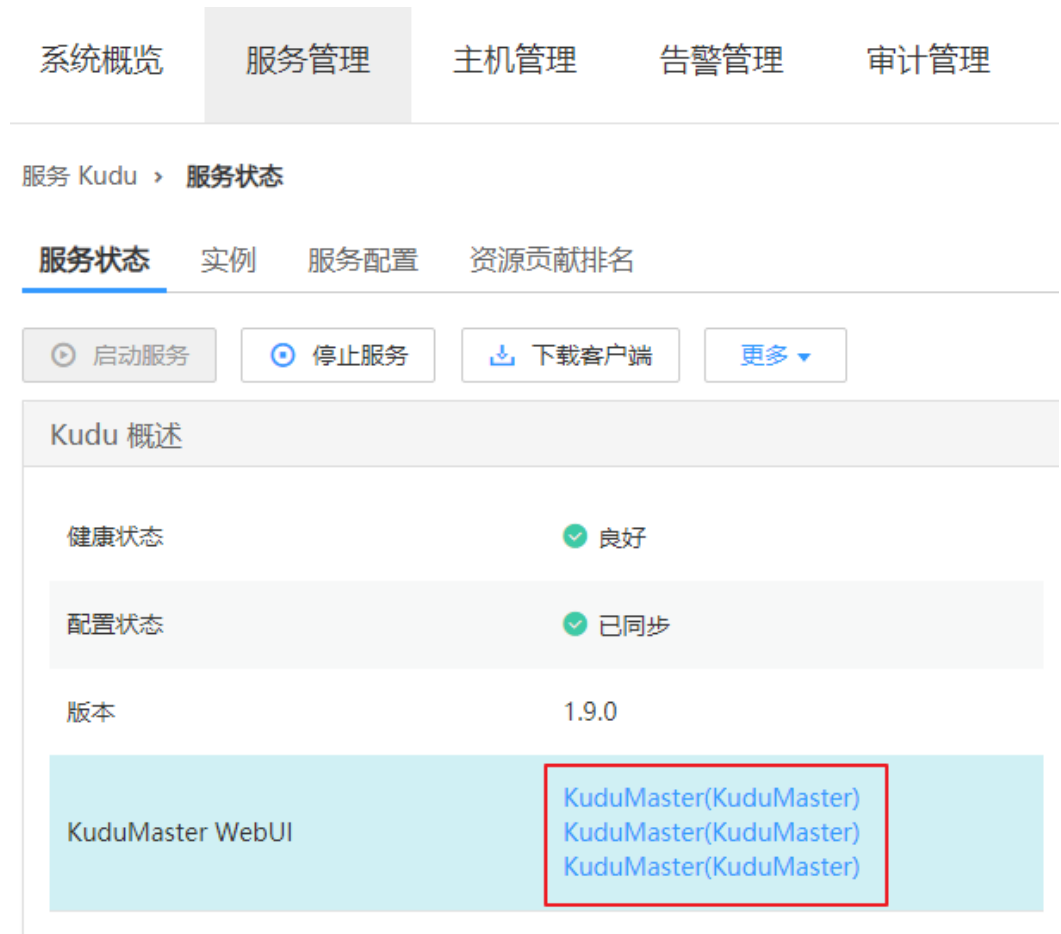 系统概览 服务管理 主机管理 告警管理 审计管理
服务 Kudu › 服务状态
服务状态 实例 服务配置 资源贡献排名
启动服务 停止服务 下载客户端 更多
Kudu 概述
健康状态 良好
配置状态 已同步
版本 1.9.0
KuduMaster(KuduMaster)
KuduMaster WebUI KuduMaster(KuduMaster)
KuduMaster(KuduMaster)